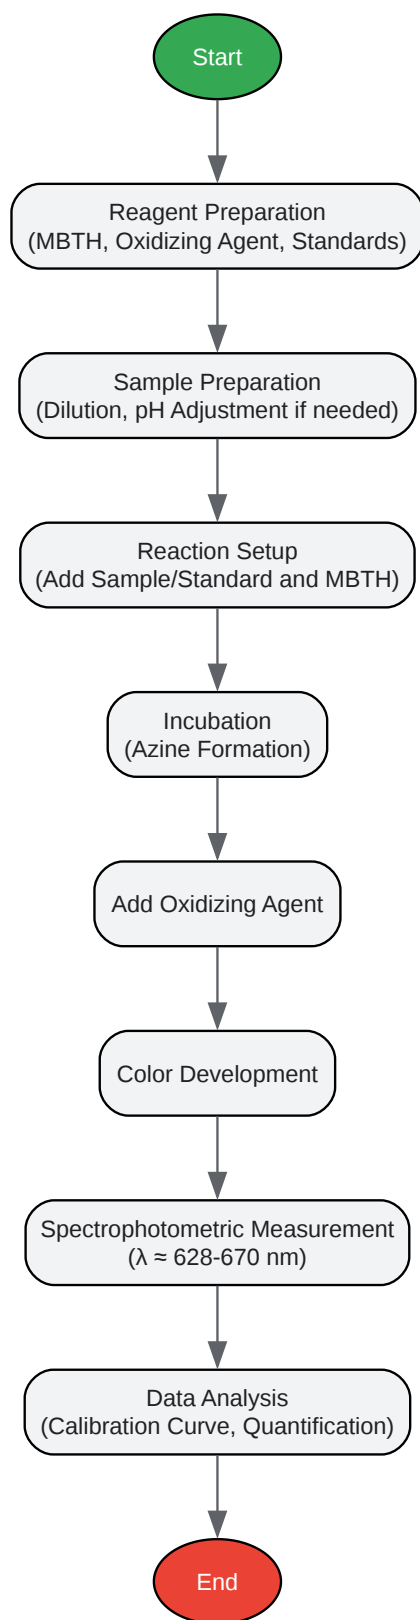 Start
Reagent Preparation
(MBTH, Oxidizing Agent, Standards)
Sample Preparation
(Dilution, pH Adjustment if needed)
Reaction Setup
(Add Sample/Standard and MBTH)
Incubation
(Azine Formation)
Add Oxidizing Agent
Color Development
Spectrophotometric Measurement
(λ ≈ 628-670 nm)
Data Analysis
(Calibration Curve, Quantification)
End